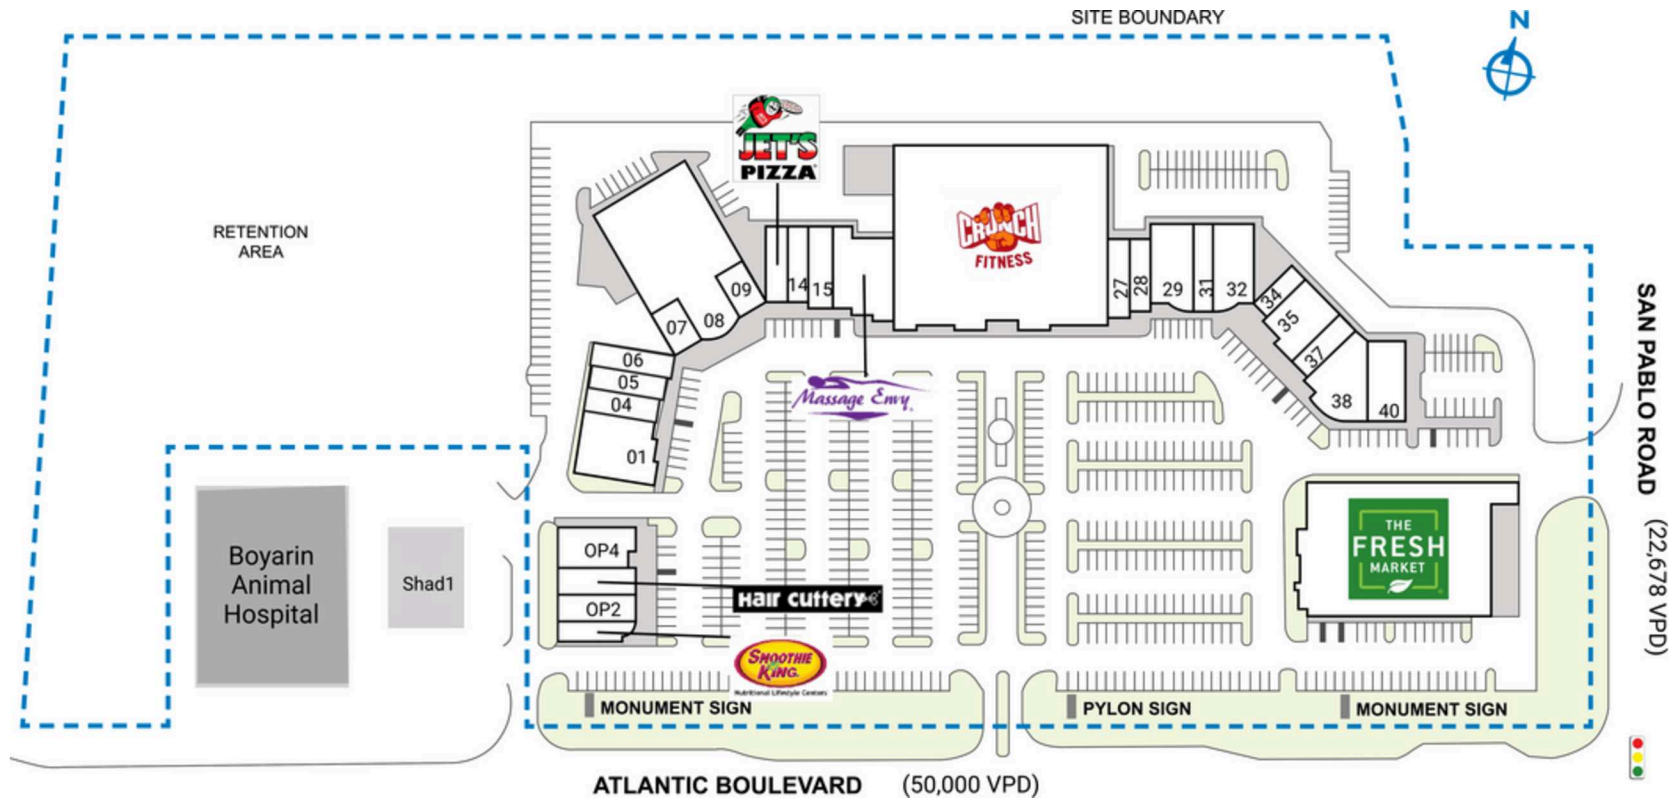 SITE BOUNDARY
N
JET'S
PIZZA
RETENTION
AREA
CRUNCH
FITNESS
09
14
15
27
28
29
31
32
34
07
08
35
06
37
05
Massage Envy
04
38
40
01
SAN PABLO ROAD (22,678 VPD)
OP4
THE
FRESH
MARKET
Boyarin
Animal
Hospital
Shad1
HAIR CUTTERY
OP2
SMOOTHIE
KING
Nutritional Lifestyle Centers
MONUMENT SIGN
PYLON SIGN
MONUMENT SIGN
ATLANTIC BOULEVARD (50,000 VPD)